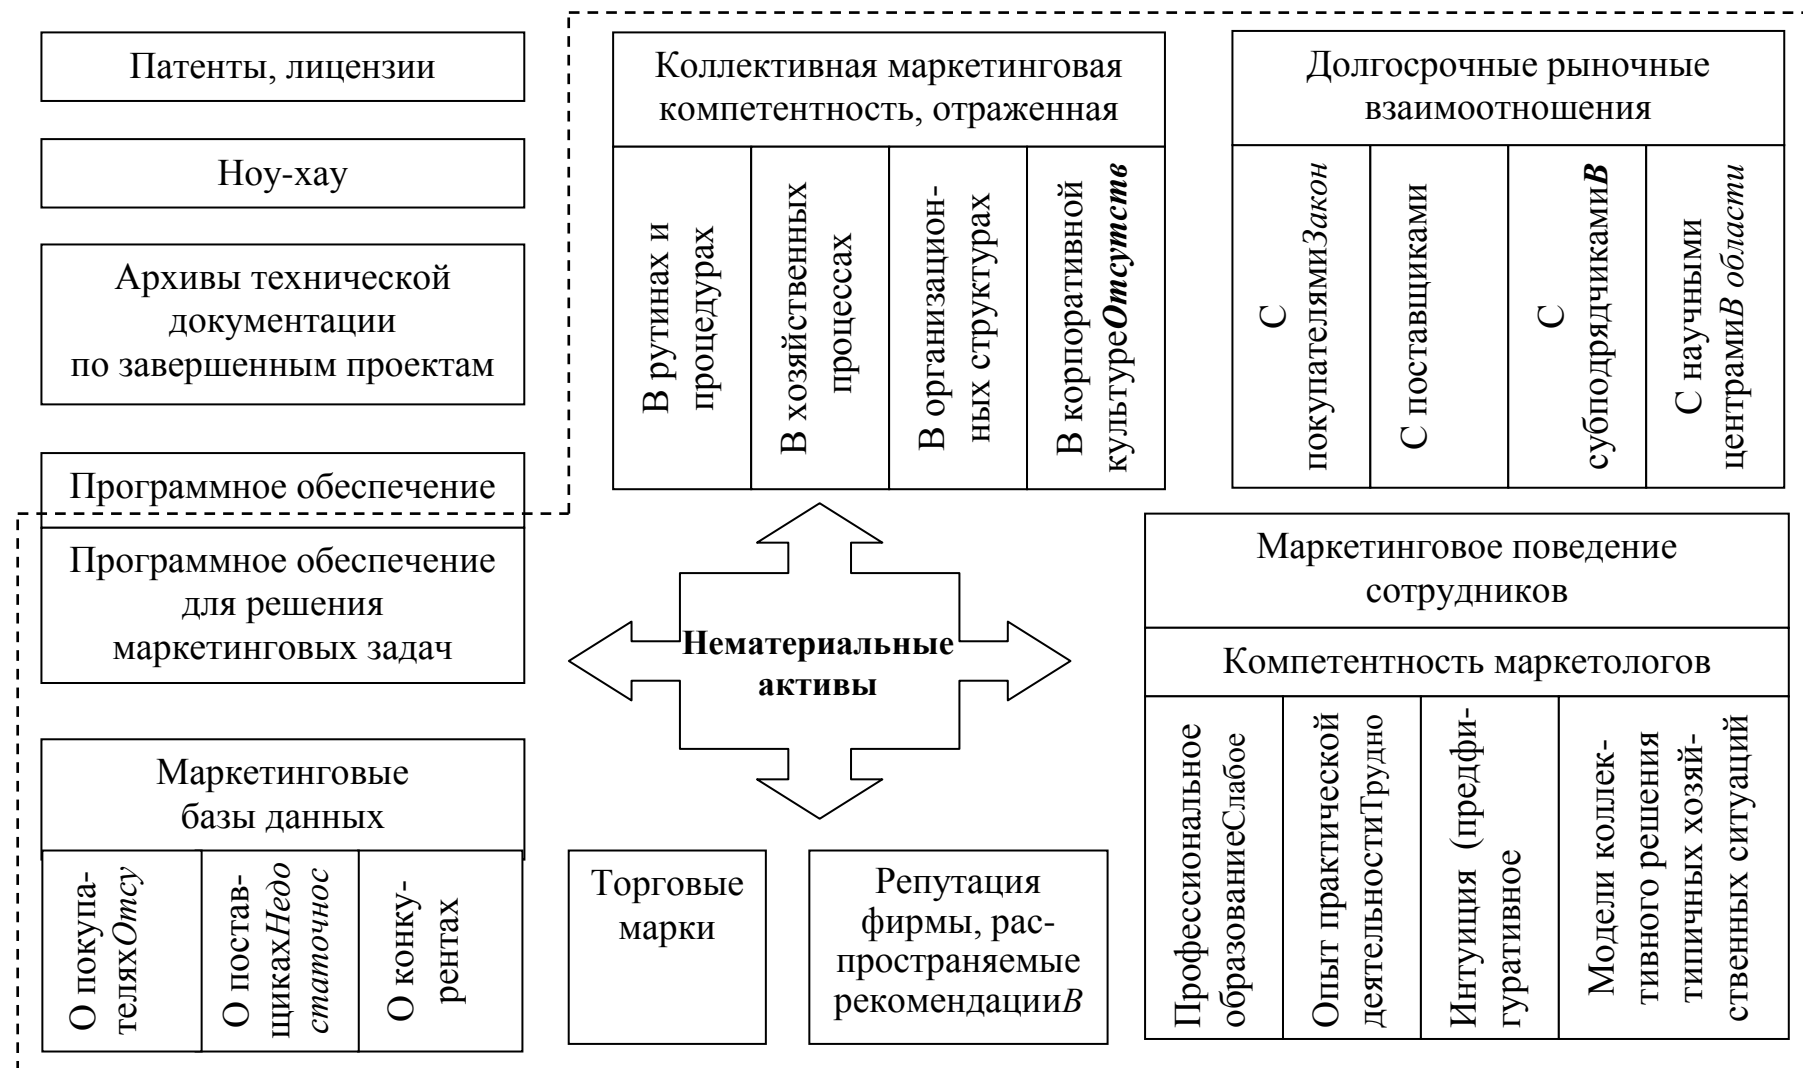 Патенты, лицензии
Ноу-хау
Архивы технической
документации
по завершенным проектам
Программное обеспечение
Программное обеспечение
для решения
маркетинговых задач
Маркетинговые
базы данных
О покупа-
теляхОтсу
О постав-
щикахНедо
статочнос
О конку-
рентах
Коллективная маркетинговая
компетентность, отраженная
В рутинах и
процедурах
В хозяйственных
процессах
В организацион-
ных структурах
В корпоративной
культуреОтсутств
Долгосрочные рыночные
взаимоотношения
С
покупателямиЗакон
С поставщиками
С
субподрядчикамиВ
С научными
центрамиВ области
Нематериальные
активы
Маркетинговое поведение
сотрудников
Компетентность маркетологов
Профессиональное
образованиеСлабое
Опыт практической
деятельностиТрудно
Интуиция (предфи-
гуративное
Модели коллек-
тивного решения
типичных хозяй-
ственных ситуаций
Торговые
марки
Репутация
фирмы, рас-
пространяемые
рекомендацииВ